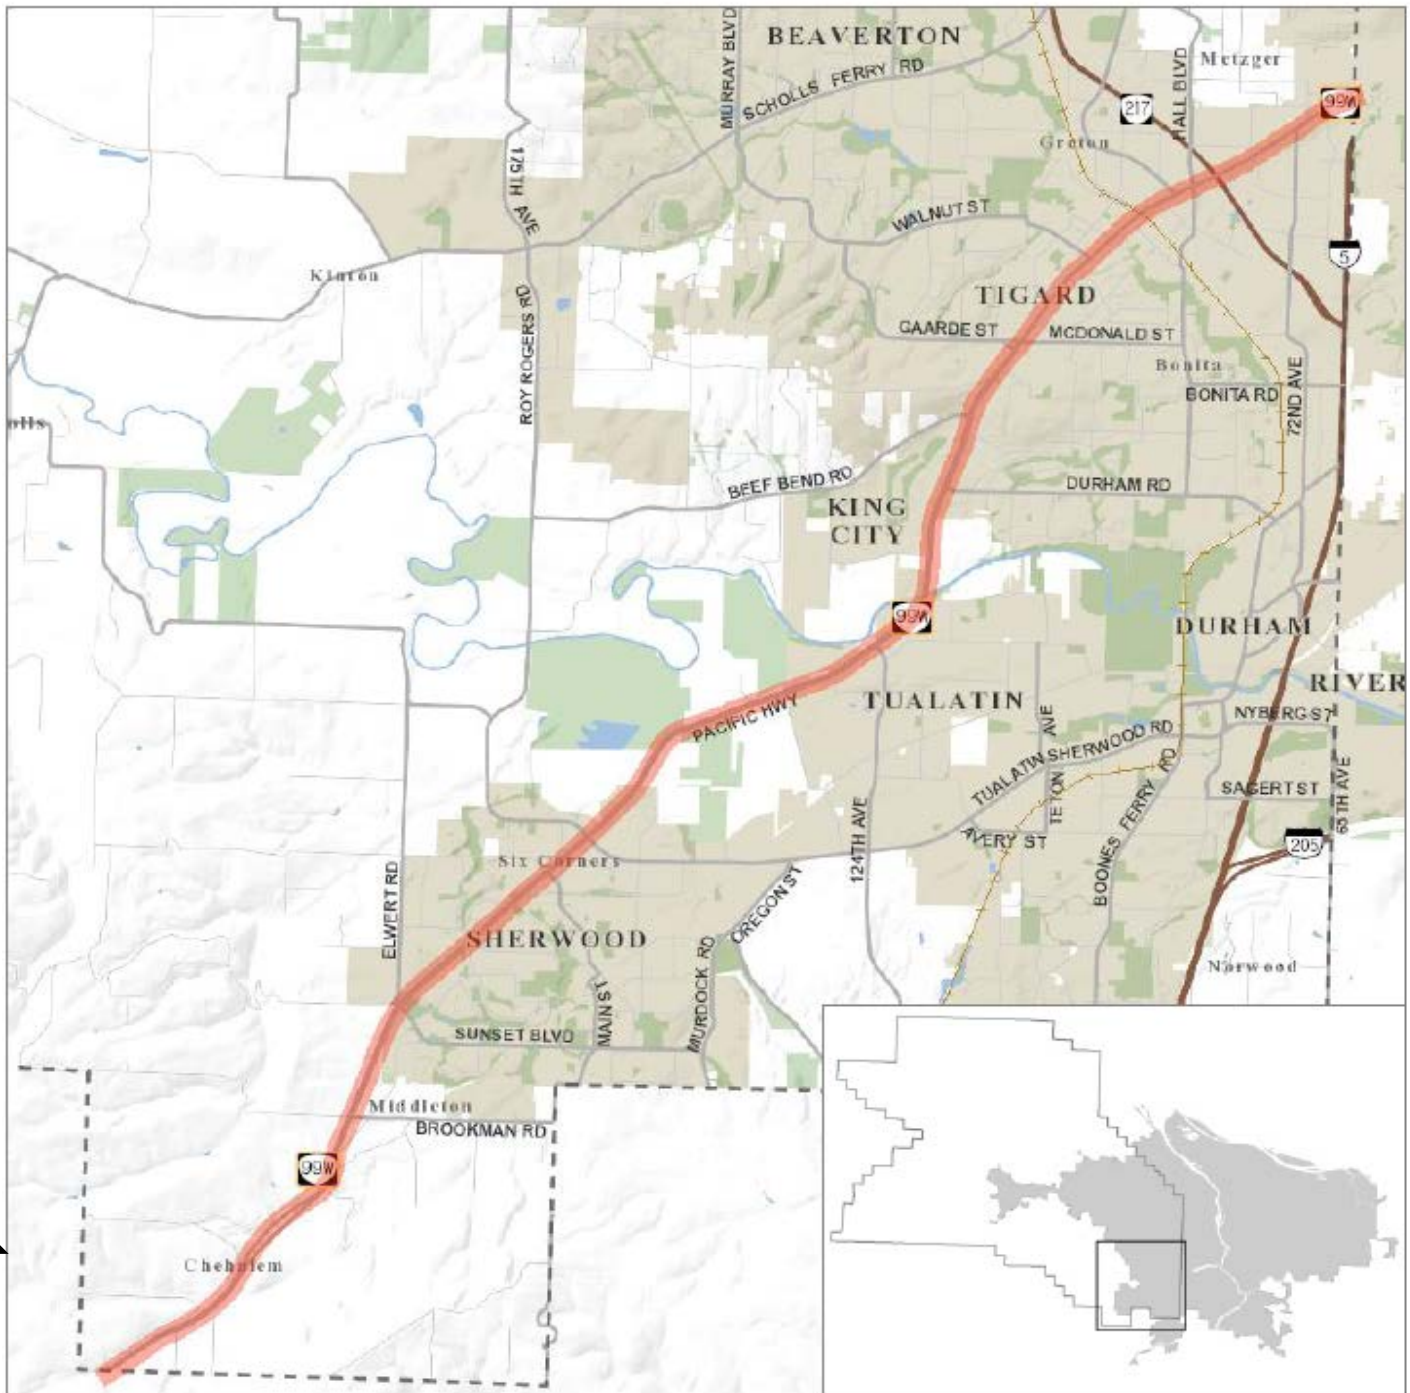 BEAVERTON
Metzger
MURRAY BLVD
SCHOLLS FERRY RD
217
HALL BLVD
99W
Greton
175TH AVE
WALNUT ST
5
Kinton
TIGARD
ROY ROGERS RD
GAARDE ST
MCDONALD ST
Bonita
BONITA RD
72ND AVE
olls
BEEF BEND RD
DURHAM RD
KING
CITY
99W
DURHAM
RIVER
TUALATIN
PACIFIC HWY
NYBERG ST
TUALATIN SHERWOOD RD
TETON AVE
SAGERT ST
65TH AVE
124TH AVE
AVERY ST
BOONES FERRY RD
205
Six Corners
ELWERT RD
OREGON ST
SHERWOOD
MURDOCK RD
Norwood
MAIN ST
SUNSET BLVD
Middleton
BROOKMAN RD
99W
Chehalem